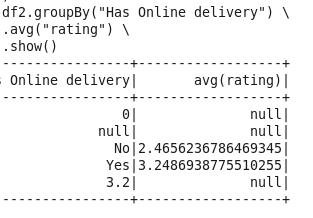 df2.groupBy("Has Online delivery") \
.avg("rating") \
.show()
----------------+------------------+
s Online delivery|       avg(rating)|
----------------+------------------+
0|              null|
null|              null|
No|2.4656236786469345|
Yes|3.2486938775510255|
3.2|              null|
----------------+------------------+